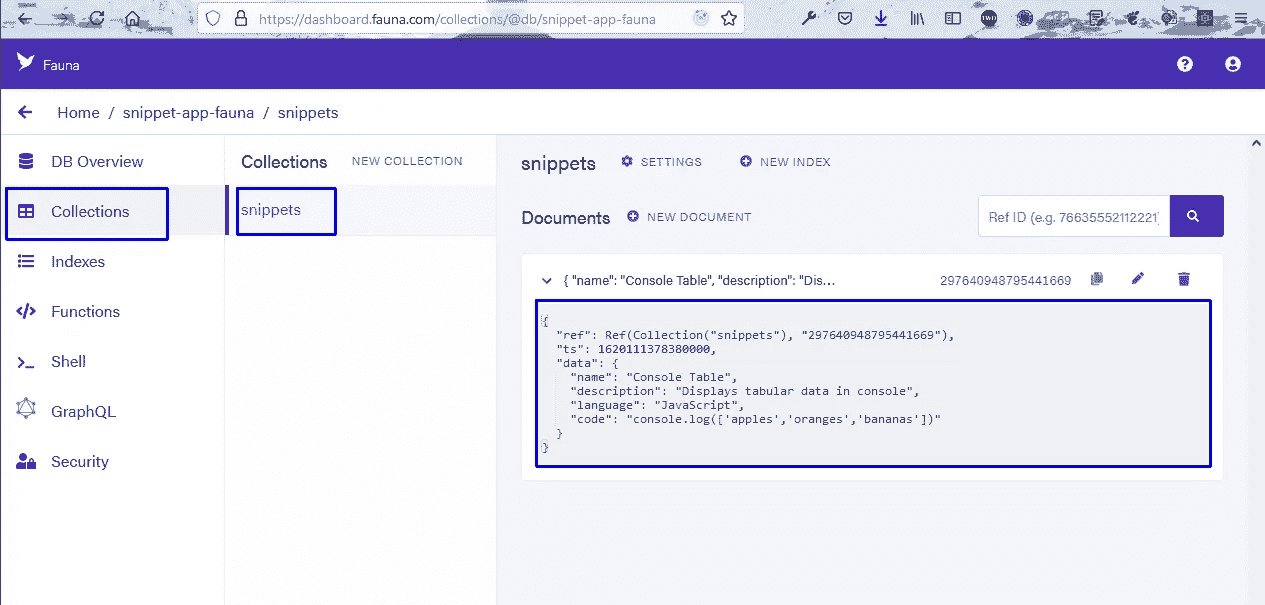 https://dashboard.fauna.com/collections/@db/snippet-app-fauna
Fauna
Home / snippet-app-fauna / snippets
DB Overview
Collections
Indexes
Functions
Shell
GraphQL
Security
Collections NEW COLLECTION
snippets
snippets SETTINGS NEW INDEX
Documents NEW DOCUMENT
Ref ID (e.g. 76635552112221)
{ "name": "Console Table", "description": "Dis... 297640948795441669
{
"ref": Ref(Collection("snippets"), "297640948795441669"),
"ts": 1620111378380000,
"data": {
"name": "Console Table",
"description": "Displays tabular data in console",
"language": "JavaScript",
"code": "console.log(['apples','oranges','bananas'])"
}
}